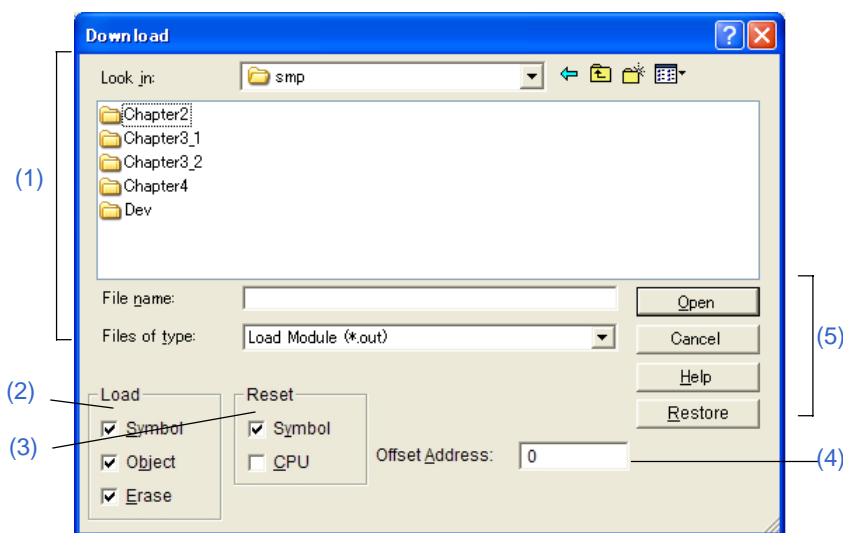 Download
Look in:
smp
Chapter2
Chapter3_1
Chapter3_2
Chapter4
Dev
(1)
File name:
Open
Files of type:
Load Module (*.out)
Cancel
(5)
Help
Restore
(2)
Load
Reset
(3)
Symbol
Symbol
Object
CPU
Offset Address:
0
(4)
Erase